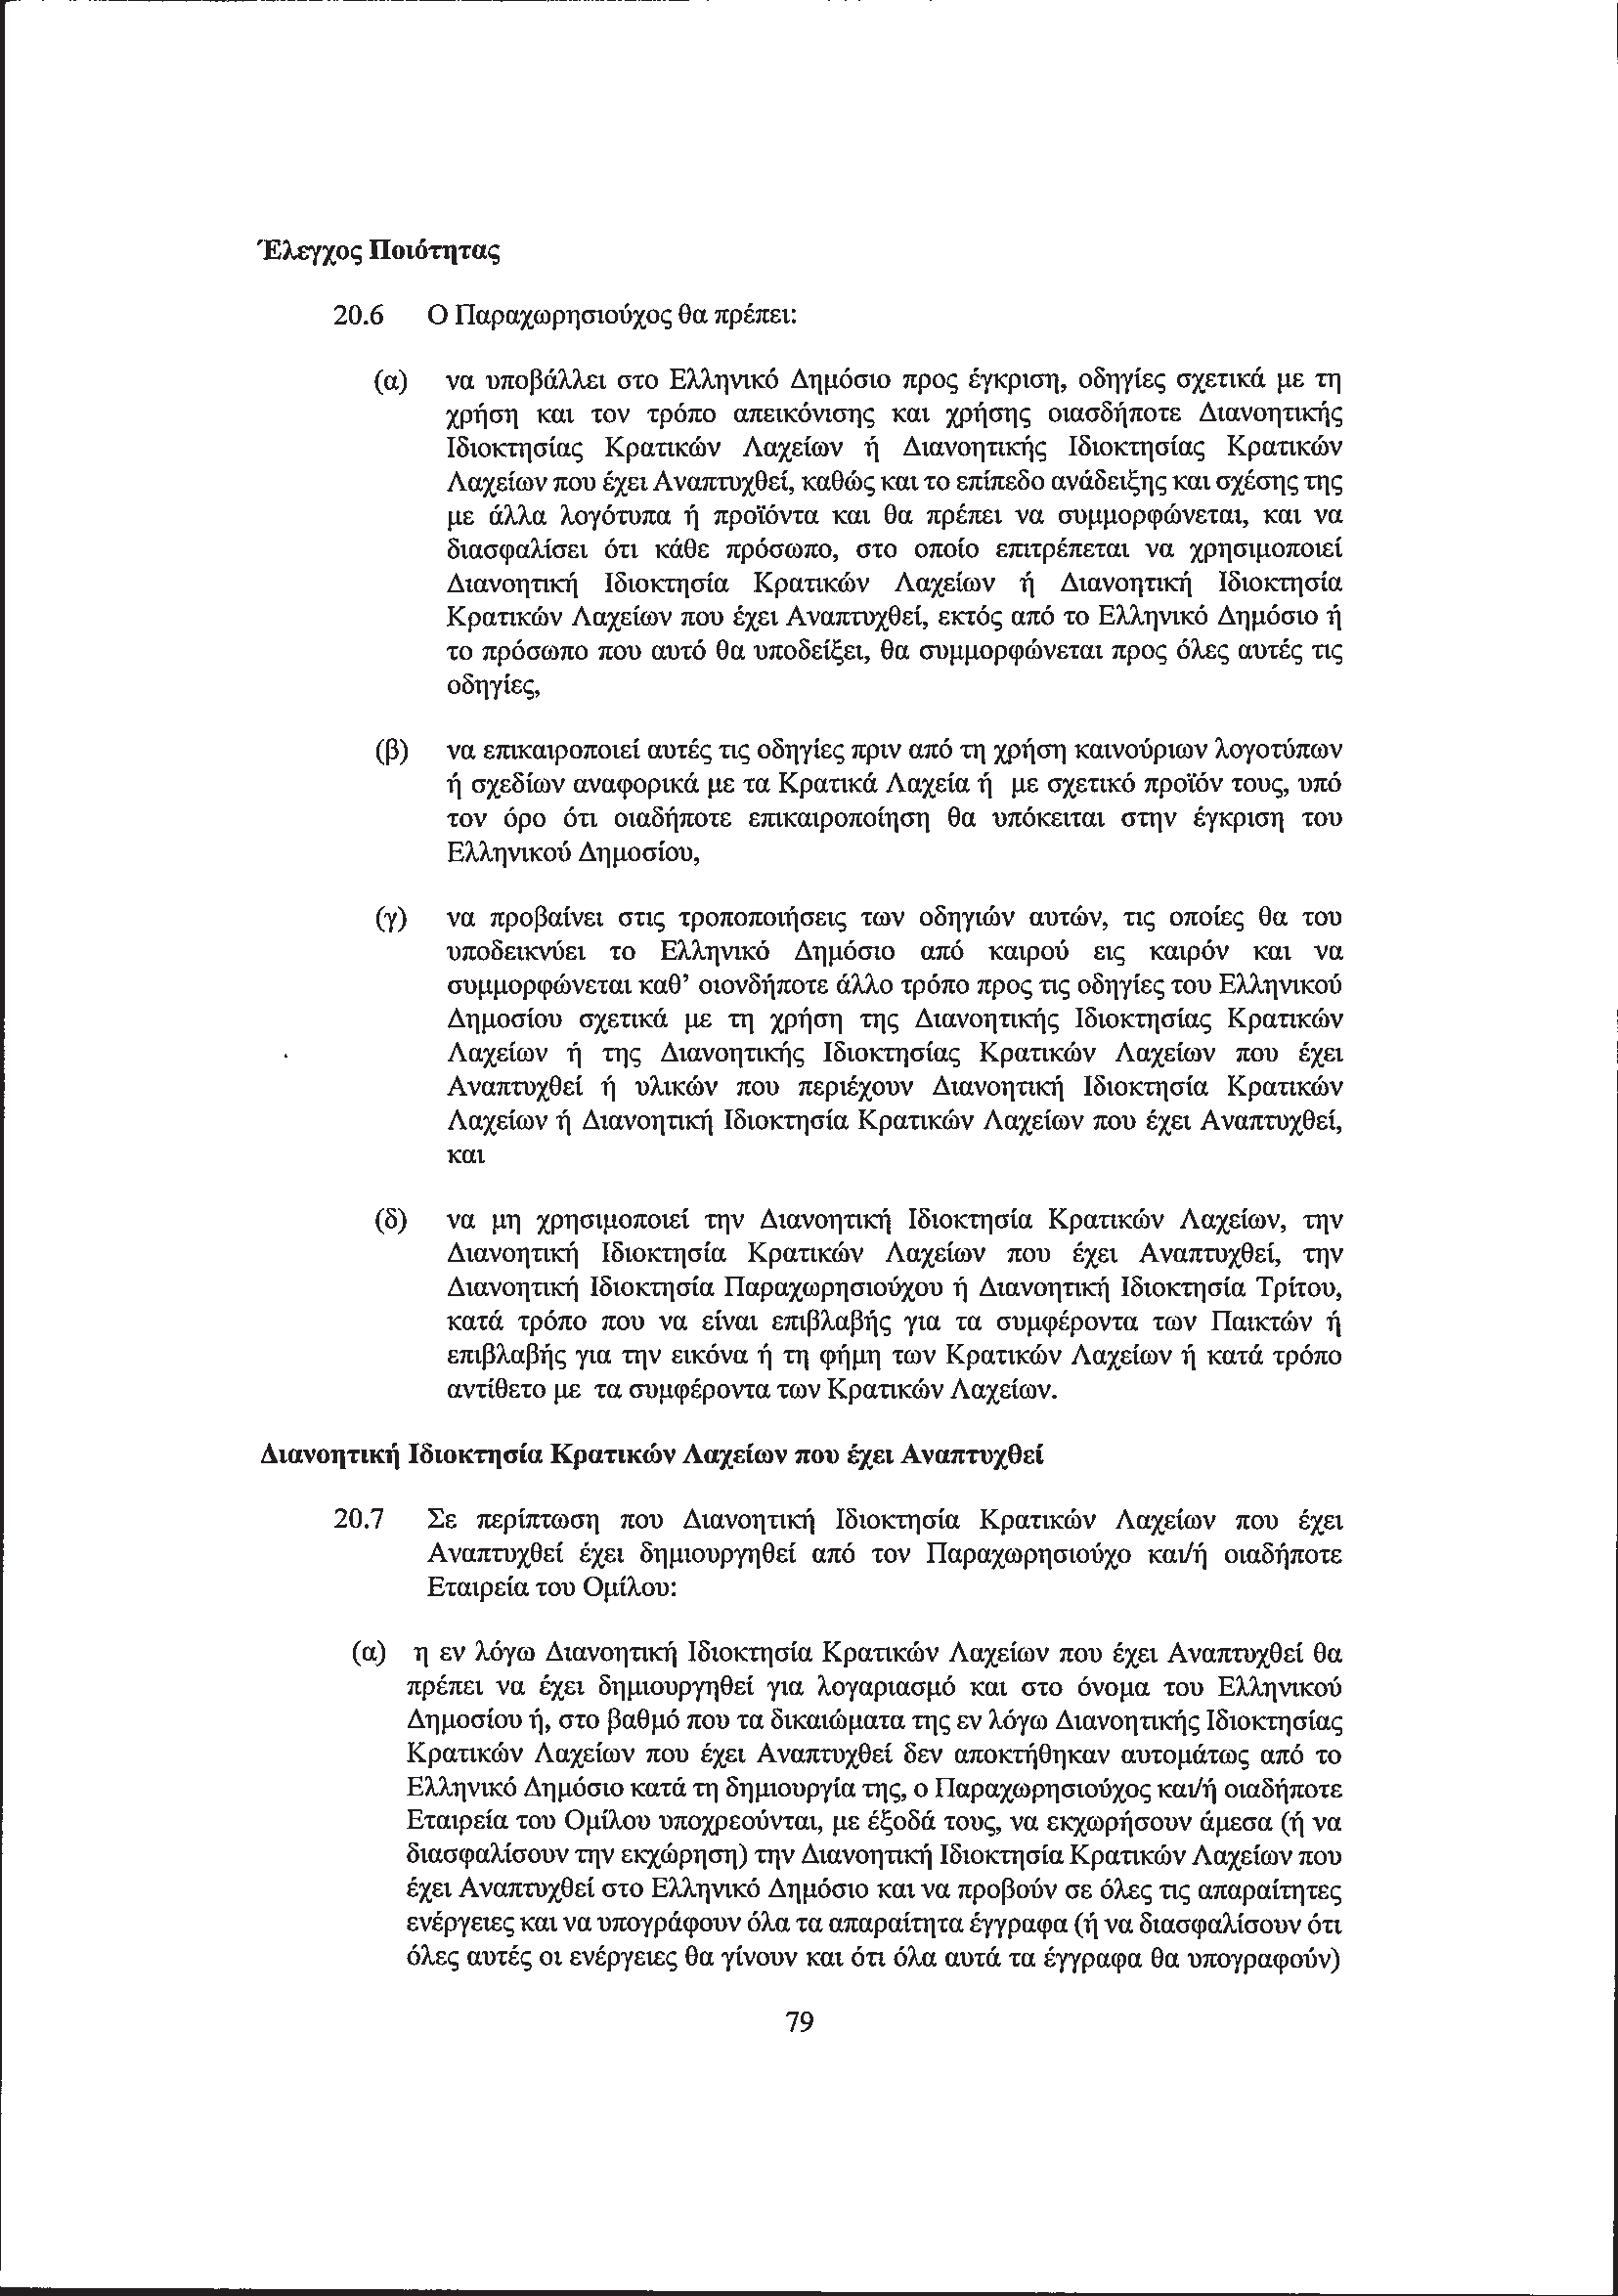 Έλεγχος Ποιότητας
20.6 Ο Παραχωρησιούχος θα πρέπει:
(α) να υποβάλλει στο Ελληνικό Δημόσιο προς έγκριση, οδηγίες σχετικά με τη
χρήση και τον τρόπο απεικόνισης και χρήσης οιασδήποτε Διανοητικής
Ιδιοκτησίας Κρατικών Λαχείων ή Διανοητικής Ιδιοκτησίας Κρατικών
Λαχείων που έχει Αναπτυχθεί, καθώς και το επίπεδο ανάδειξης και σχέσης της
με άλλα λογότυπα ή προϊόντα και θα πρέπει να συμμορφώνεται, και να
διασφαλίσει ότι κάθε πρόσωπο, στο οποίο επιτρέπεται να χρησιμοποιεί
Διανοητική Ιδιοκτησία Κρατικών Λαχείων ή Διανοητική Ιδιοκτησία
Κρατικών Λαχείων που έχει Αναπτυχθεί, εκτός από το Ελληνικό Δημόσιο ή
το πρόσωπο που αυτό θα υποδείξει, θα συμμορφώνεται προς όλες αυτές τις
οδηγίες,
(β) να επικαιροποιεί αυτές τις οδηγίες πριν από τη χρήση καινούριων λογοτύπων
ή σχεδίων αναφορικά με τα Κρατικά Λαχεία ή με σχετικό προϊόν τους, υπό
τον όρο ότι οιαδήποτε επικαιροποίηση θα υπόκειται στην έγκριση του
Ελληνικού Δημοσίου,
(γ) να προβαίνει στις τροποποιήσεις των οδηγιών αυτών, τις οποίες θα του
υποδεικνύει το Ελληνικό Δημόσιο από καιρού εις καιρόν και να
συμμορφώνεται καθ’ οιονδήποτε άλλο τρόπο προς τις οδηγίες του Ελληνικού
Δημοσίου σχετικά με τη χρήση της Διανοητικής Ιδιοκτησίας Κρατικών
Λαχείων ή της Διανοητικής Ιδιοκτησίας Κρατικών Λαχείων που έχει
Αναπτυχθεί ή υλικών που περιέχουν Διανοητική Ιδιοκτησία Κρατικών
Λαχείων ή Διανοητική Ιδιοκτησία Κρατικών Λαχείων που έχει Αναπτυχθεί,
και
(δ) να μη χρησιμοποιεί την Διανοητική Ιδιοκτησία Κρατικών Λαχείων, την
Διανοητική Ιδιοκτησία Κρατικών Λαχείων που έχει Αναπτυχθεί, την
Διανοητική Ιδιοκτησία Παραχωρησιούχου ή Διανοητική Ιδιοκτησία Τρίτου,
κατά τρόπο που να είναι επιβλαβής για τα συμφέροντα των Παικτών ή
επιβλαβής για την εικόνα ή τη φήμη των Κρατικών Λαχείων ή κατά τρόπο
αντίθετο με τα συμφέροντα των Κρατικών Λαχείων.
Διανοητική Ιδιοκτησία Κρατικών Λαχείων που έχει Αναπτυχθεί
20.7 Σε περίπτωση που Διανοητική Ιδιοκτησία Κρατικών Λαχείων που έχει
Αναπτυχθεί έχει δημιουργηθεί από τον Παραχωρησιούχο και/ή οιαδήποτε
Εταιρεία του Ομίλου:
(α) η εν λόγω Διανοητική Ιδιοκτησία Κρατικών Λαχείων που έχει Αναπτυχθεί θα
πρέπει να έχει δημιουργηθεί για λογαριασμό και στο όνομα του Ελληνικού
Δημοσίου ή, στο βαθμό που τα δικαιώματα της εν λόγω Διανοητικής Ιδιοκτησίας
Κρατικών Λαχείων που έχει Αναπτυχθεί δεν αποκτήθηκαν αυτομάτως από το
Ελληνικό Δημόσιο κατά τη δημιουργία της, ο Παραχωρησιούχος και/ή οιαδήποτε
Εταιρεία του Ομίλου υποχρεούνται, με έξοδά τους, να εκχωρήσουν άμεσα (ή να
διασφαλίσουν την εκχώρηση) την Διανοητική Ιδιοκτησία Κρατικών Λαχείων που
έχει Αναπτυχθεί στο Ελληνικό Δημόσιο και να προβούν σε όλες τις απαραίτητες
ενέργειες και να υπογράφουν όλα τα απαραίτητα έγγραφα (ή να διασφαλίσουν ότι
όλες αυτές οι ενέργειες θα γίνουν και ότι όλα αυτά τα έγγραφα θα υπογραφούν)
79